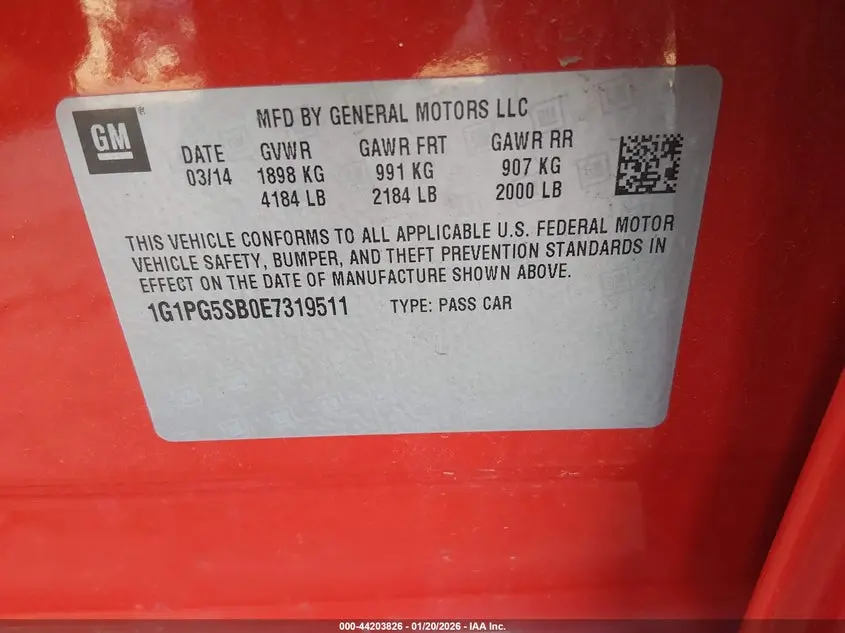 GM®
MFD BY GENERAL MOTORS LLC
DATE GVWR GAWR FRT GAWR RR
03/14 1898 KG 991 KG 907 KG
4184 LB 2184 LB 2000 LB
THIS VEHICLE CONFORMS TO ALL APPLICABLE U.S. FEDERAL MOTOR
VEHICLE SAFETY, BUMPER, AND THEFT PREVENTION STANDARDS IN
EFFECT ON THE DATE OF MANUFACTURE SHOWN ABOVE.
1G1PG5SB0E7319511 TYPE: PASS CAR
000-44203826 - 01/20/2026 - IAA Inc.